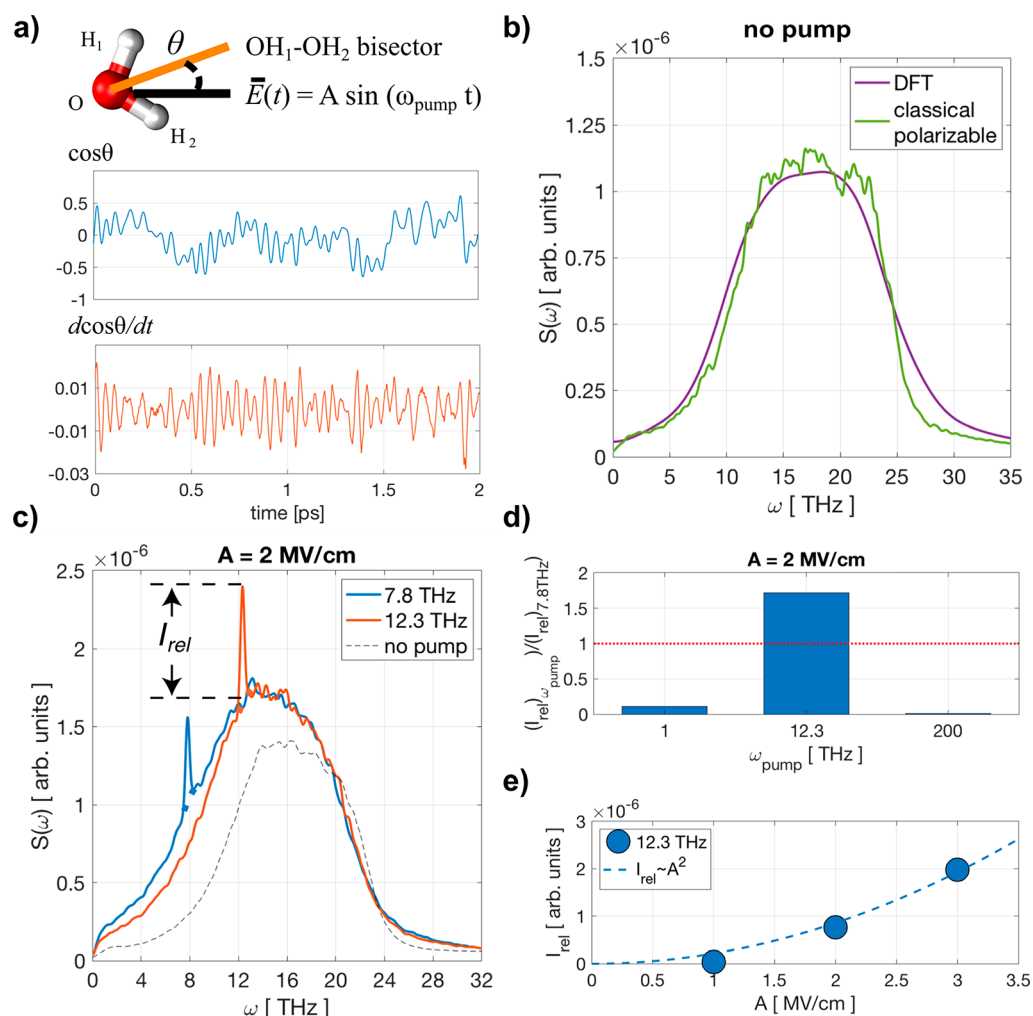 a)
H1
θ
OH1-OH2 bisector
O
E̅(t) = A sin (ωpump t)
H2
cosθ
0.5
0
-0.5
-1
dcosθ/dt
0.01
-0.01
-0.03
0 0.5 1 1.5 2
time [ps]
b)
×10⁻⁶
no pump
DFT
classical
polarizable
1.5
1.25
1
0.75
0.5
0.25
0
S(ω) [ arb. units ]
0 5 10 15 20 25 30 35
ω [ THz ]
c)
×10⁻⁶
A = 2 MV/cm
7.8 THz
12.3 THz
no pump
Irel
2.5
2
1.5
1
0.5
0
S(ω) [ arb. units ]
0 4 8 12 16 20 24 28 32
ω [ THz ]
d)
A = 2 MV/cm
2
1.5
1
0.5
0
(Irel)ωpump)/(Irel)7.8THz)
1 12.3 200
ωpump [ THz ]
e)
×10⁻⁶
12.3 THz
Irel~A²
3
2
1
0
Irel [ arb. units ]
0 0.5 1 1.5 2 2.5 3 3.5
A [ MV/cm ]